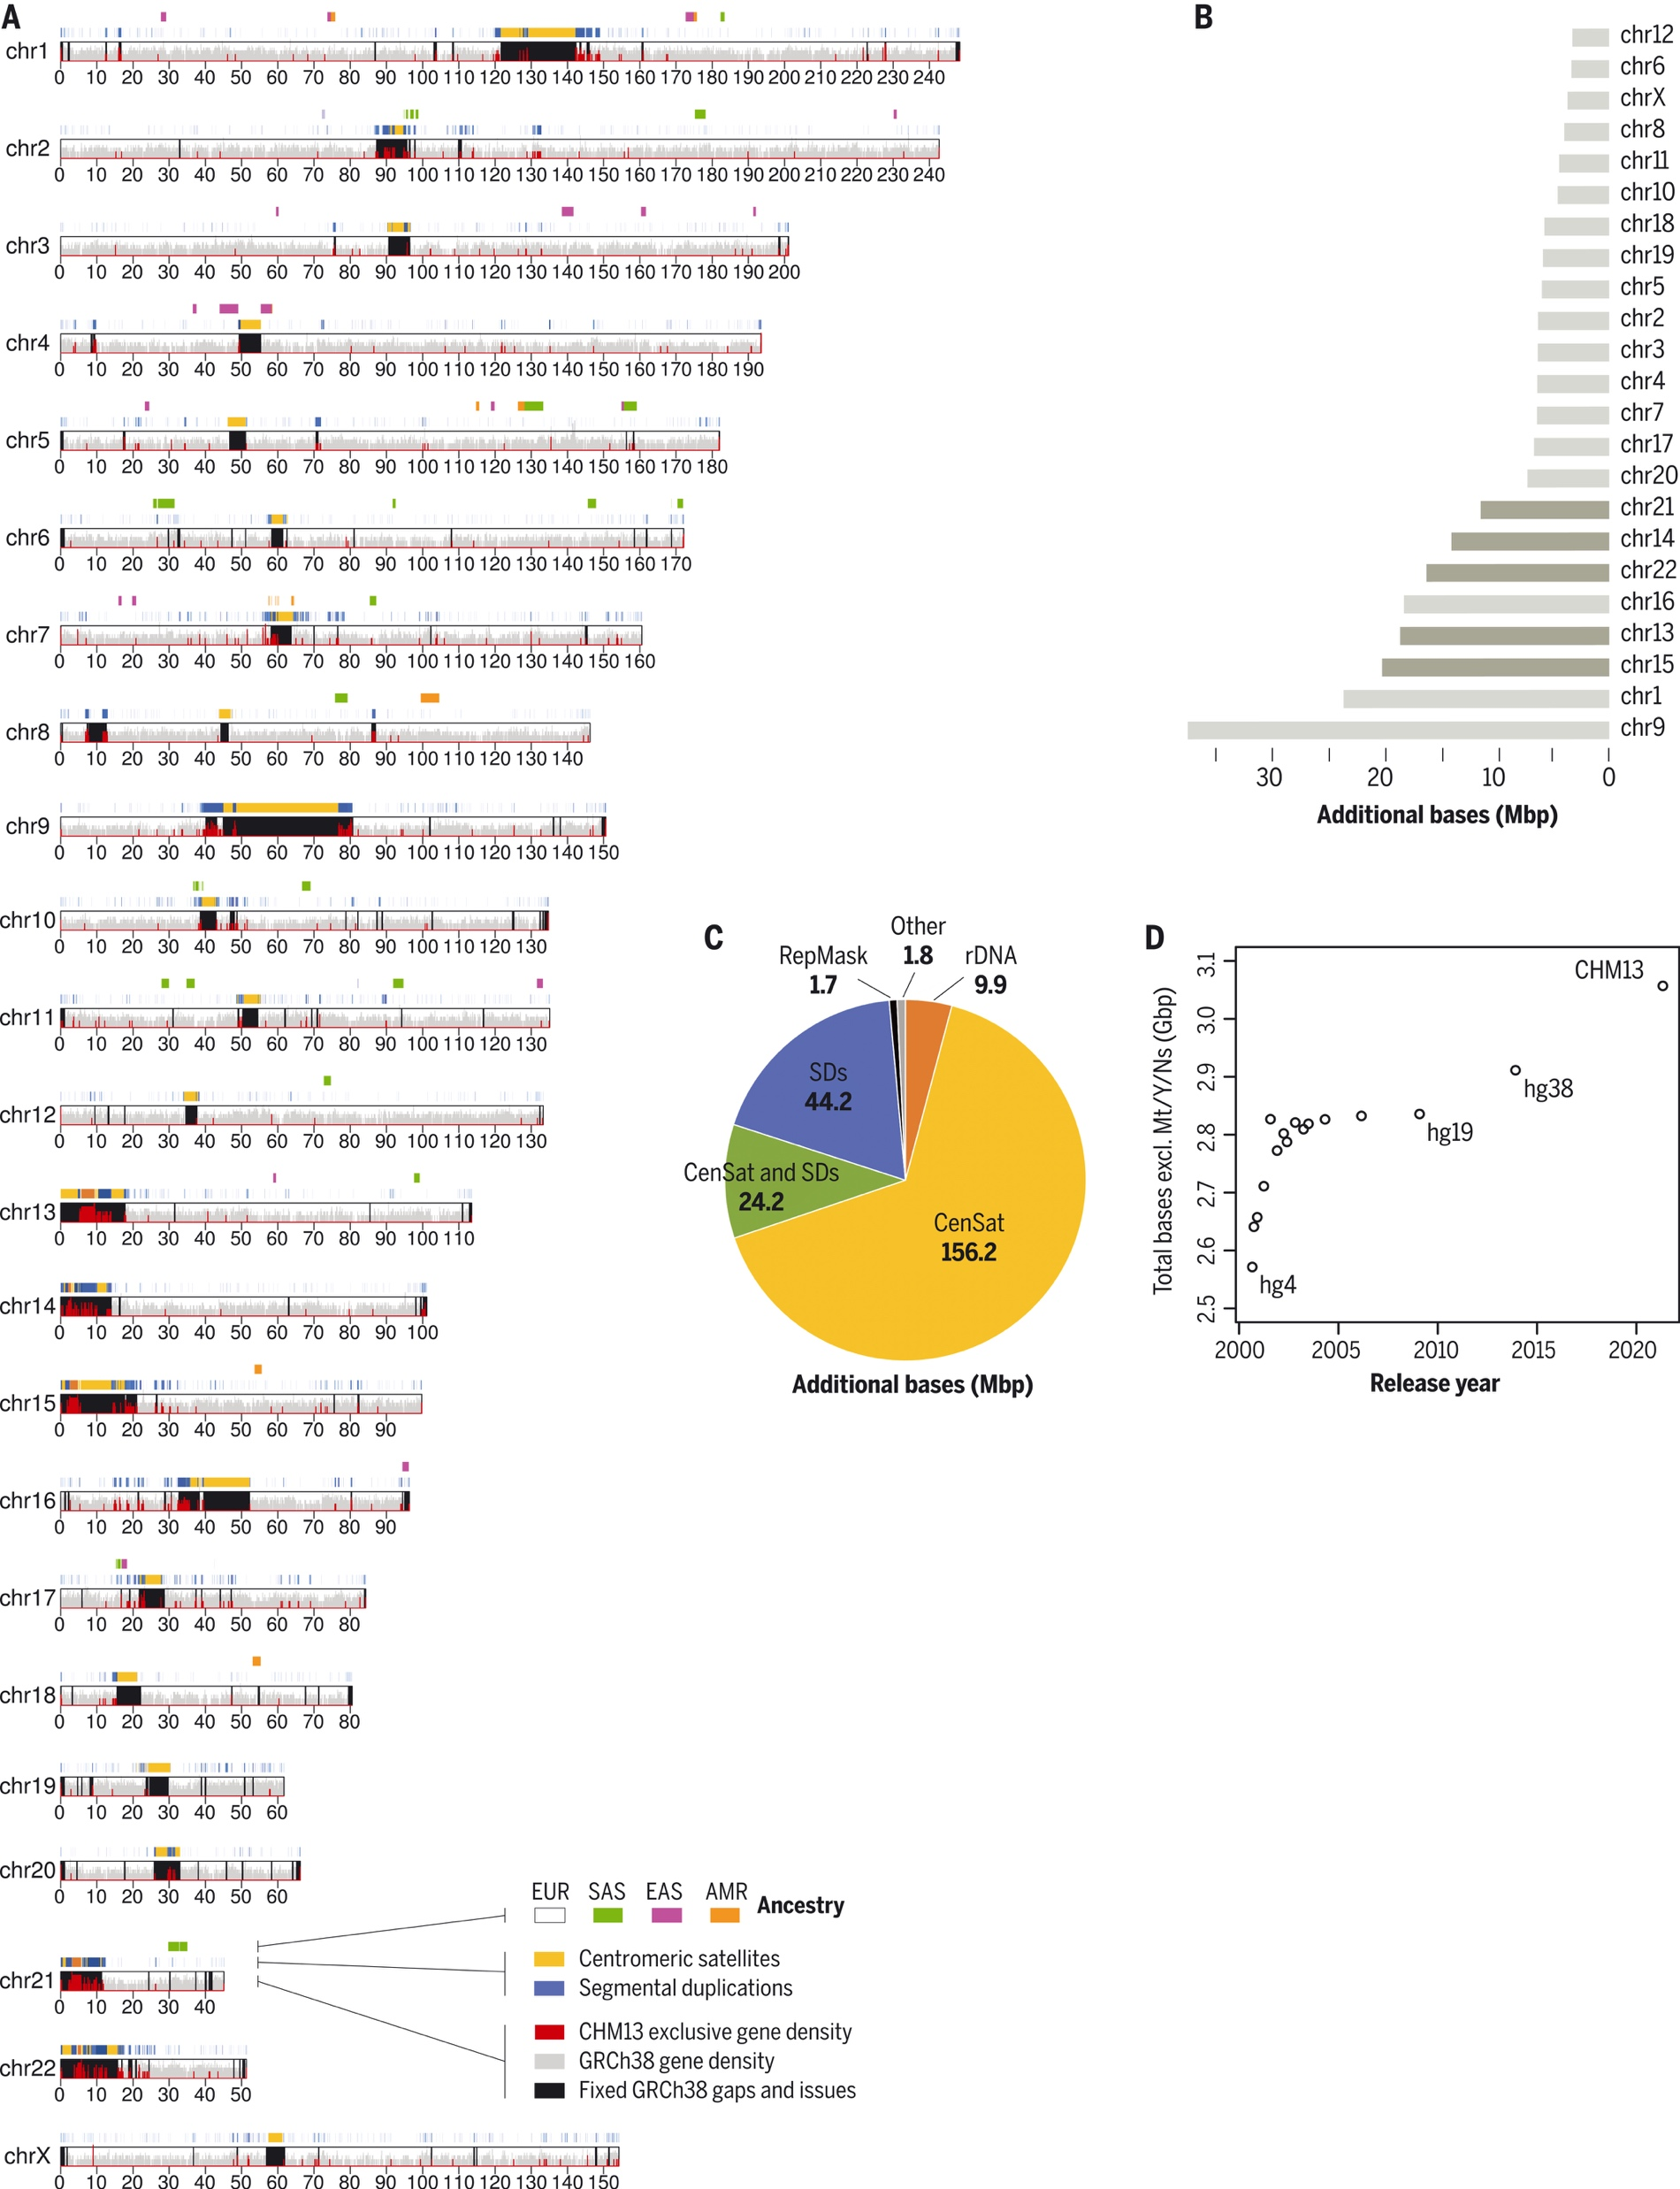 A
chr1
0 10 20 30 40 50 60 70 80 90 100 110 120 130 140 150 160 170 180 190 200 210 220 230 240
chr2
0 10 20 30 40 50 60 70 80 90 100 110 120 130 140 150 160 170 180 190 200 210 220 230 240
chr3
0 10 20 30 40 50 60 70 80 90 100 110 120 130 140 150 160 170 180 190 200
chr4
0 10 20 30 40 50 60 70 80 90 100 110 120 130 140 150 160 170 180 190
chr5
0 10 20 30 40 50 60 70 80 90 100 110 120 130 140 150 160 170 180
chr6
0 10 20 30 40 50 60 70 80 90 100 110 120 130 140 150 160 170
chr7
0 10 20 30 40 50 60 70 80 90 100 110 120 130 140 150 160
chr8
0 10 20 30 40 50 60 70 80 90 100 110 120 130 140
chr9
0 10 20 30 40 50 60 70 80 90 100 110 120 130 140 150
chr10
0 10 20 30 40 50 60 70 80 90 100 110 120 130
chr11
0 10 20 30 40 50 60 70 80 90 100 110 120 130
chr12
0 10 20 30 40 50 60 70 80 90 100 110 120 130
chr13
0 10 20 30 40 50 60 70 80 90 100 110
chr14
0 10 20 30 40 50 60 70 80 90 100
chr15
0 10 20 30 40 50 60 70 80 90
chr16
0 10 20 30 40 50 60 70 80 90
chr17
0 10 20 30 40 50 60 70 80
chr18
0 10 20 30 40 50 60 70 80
chr19
0 10 20 30 40 50 60
chr20
0 10 20 30 40 50 60
chr21
0 10 20 30 40
chr22
0 10 20 30 40 50
chrX
0 10 20 30 40 50 60 70 80 90 100 110 120 130 140 150
EUR SAS EAS AMR Ancestry
Centromeric satellites
Segmental duplications
CHM13 exclusive gene density
GRCh38 gene density
Fixed GRCh38 gaps and issues
B
chr12
chr6
chrX
chr8
chr11
chr10
chr18
chr19
chr5
chr2
chr3
chr4
chr7
chr17
chr20
chr21
chr14
chr22
chr16
chr13
chr15
chr1
chr9
30 20 10 0
Additional bases (Mbp)
C
Other
1.8
RepMask
1.7
rDNA
9.9
SDs
44.2
CenSat and SDs
24.2
CenSat
156.2
Additional bases (Mbp)
D
Total bases excl. Mt/Y/Ns (Gbp)
3.1
3.0
2.9
2.8
2.7
2.6
2.5
CHM13
hg38
hg19
hg4
2000 2005 2010 2015 2020
Release year